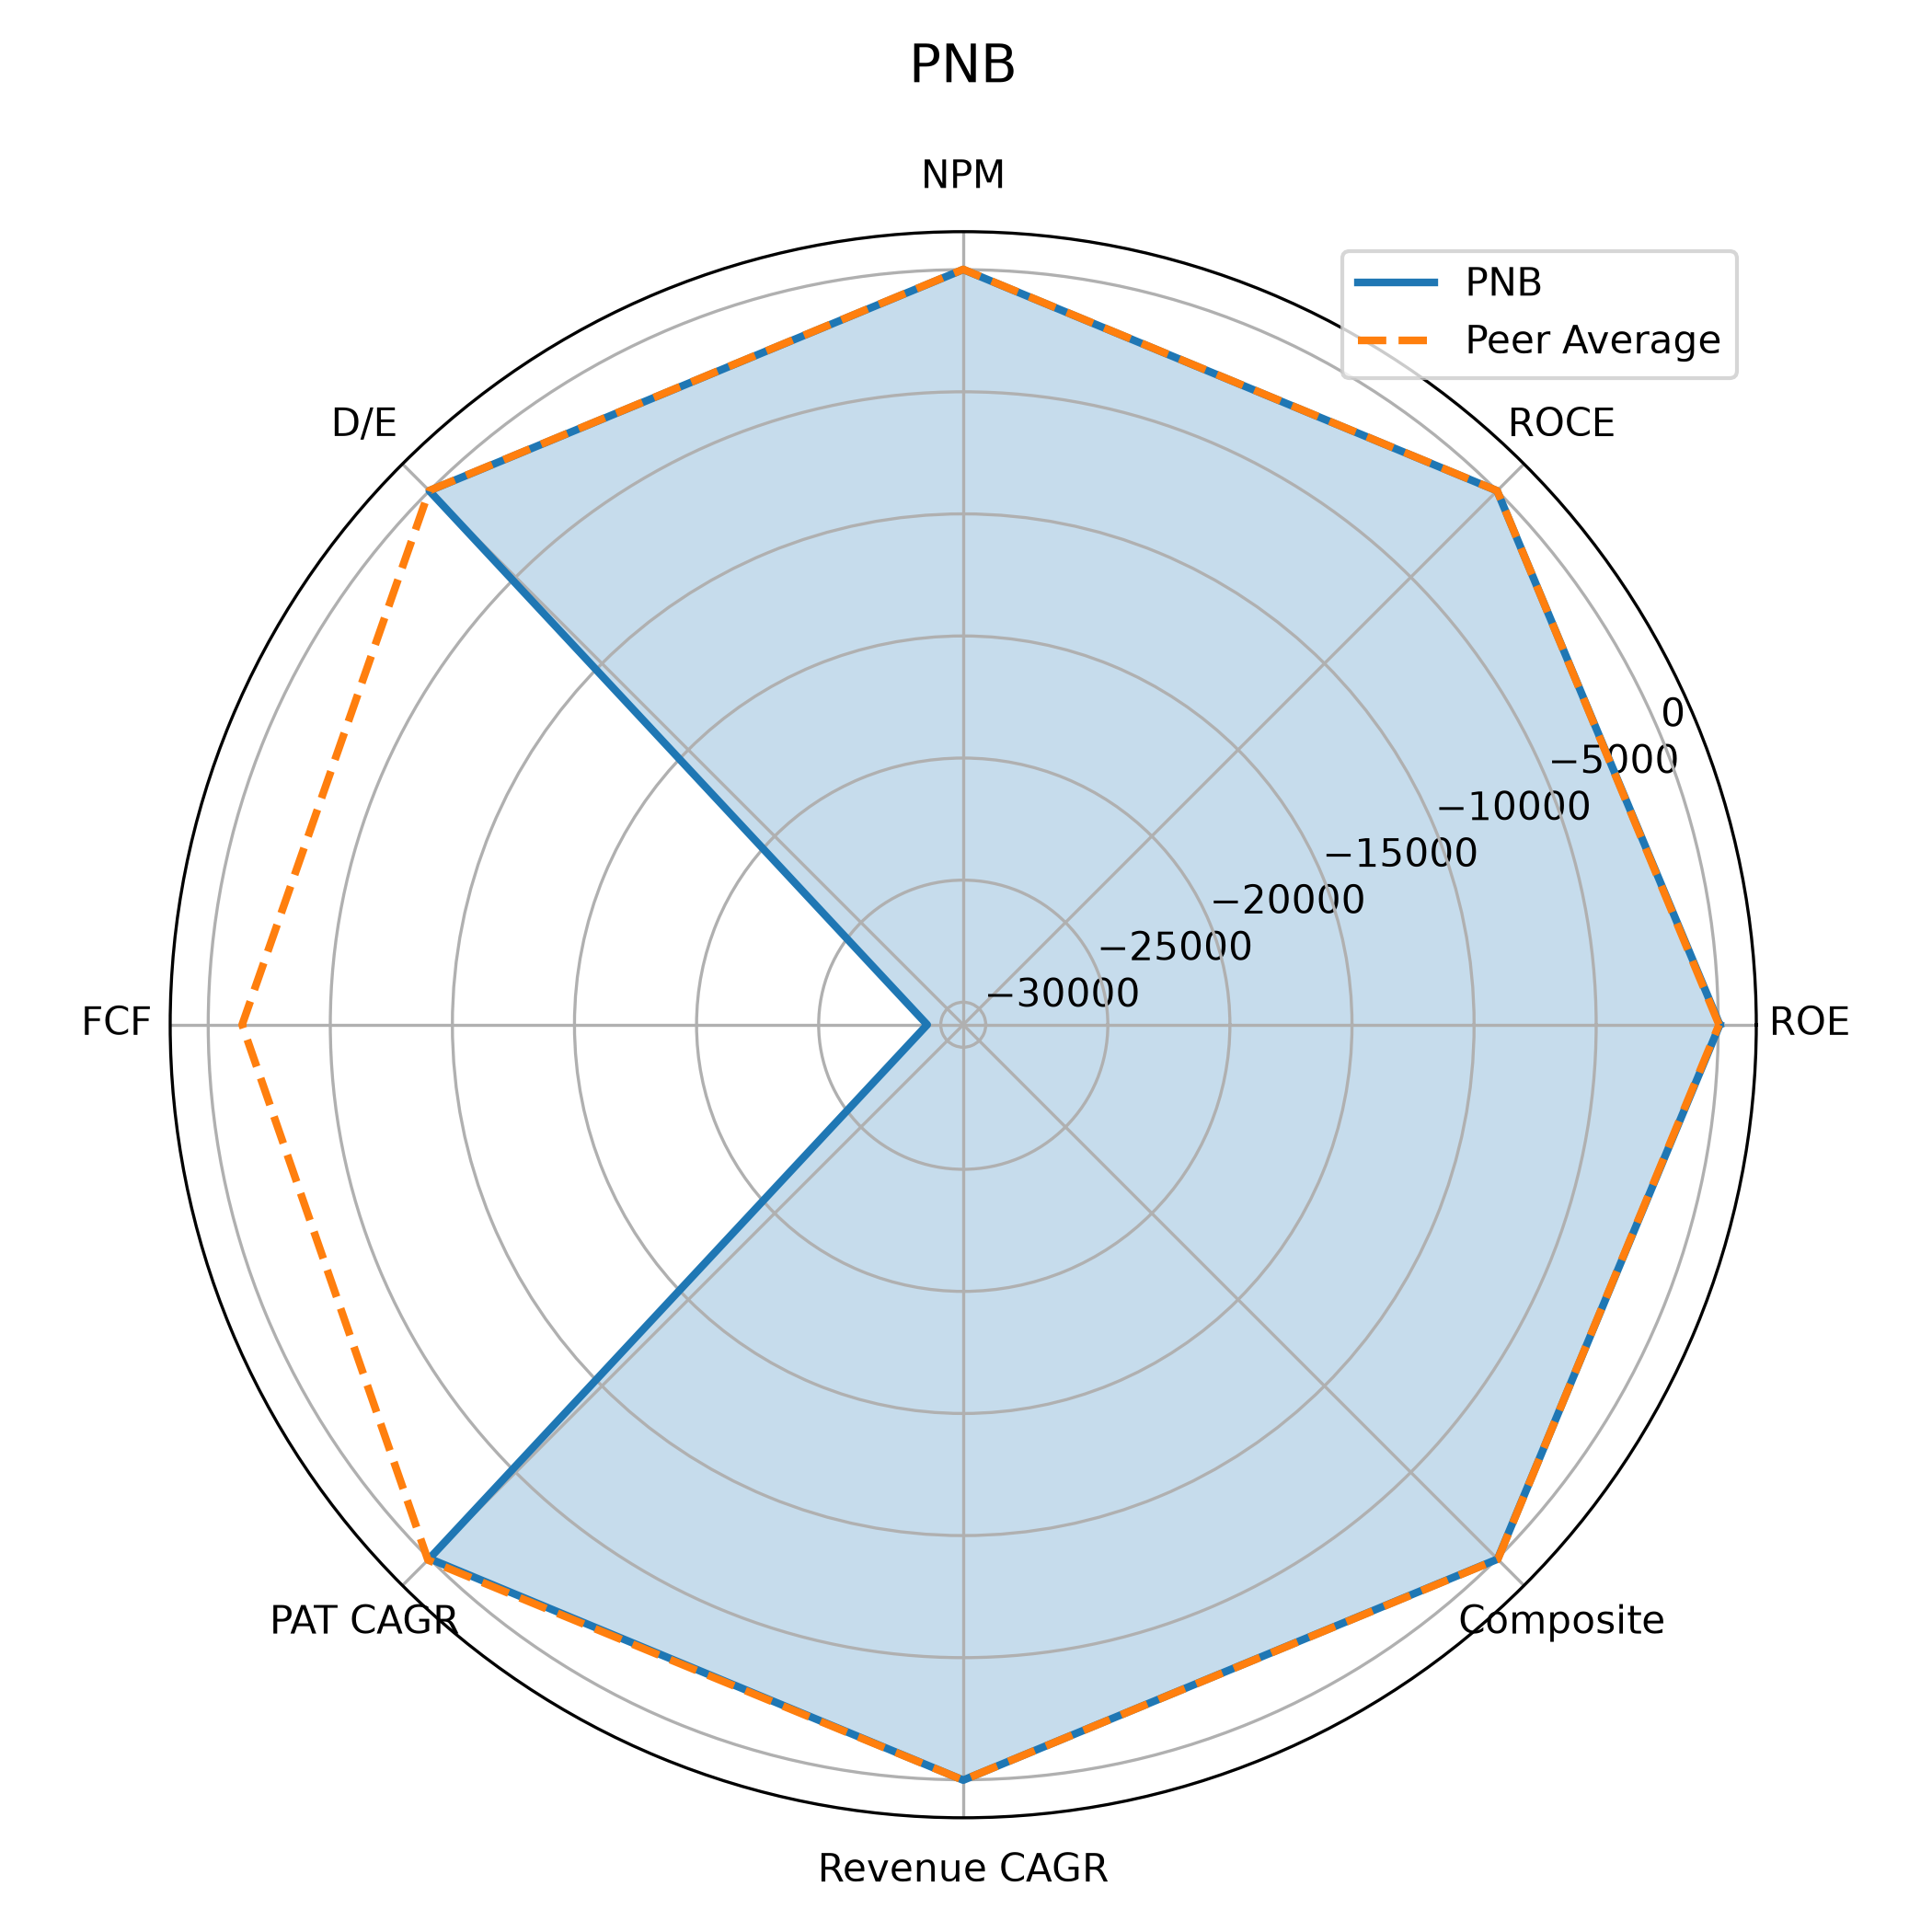 PNB
NPM
PNB
Peer Average
D/E
ROCE
0
−5000
−10000
−15000
−20000
−25000
−30000
FCF
ROE
PAT CAGR
Composite
Revenue CAGR